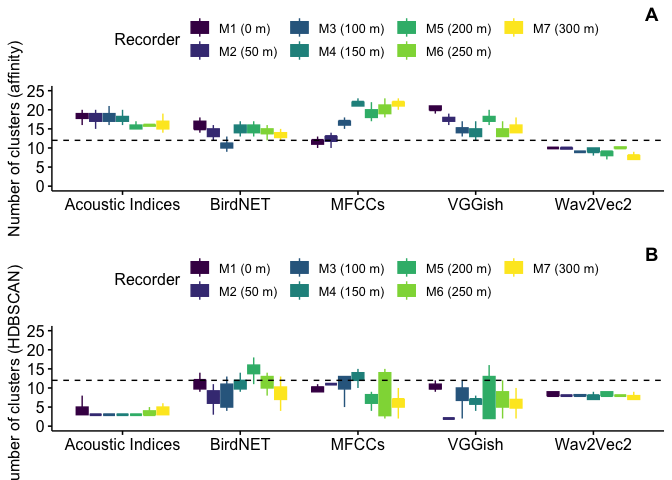 A
Recorder
M1 (0 m)
M3 (100 m)
M5 (200 m)
M7 (300 m)
M2 (50 m)
M4 (150 m)
M6 (250 m)
Number of clusters (affinity)
25
20
15
10
5
0
Acoustic Indices
BirdNET
MFCCs
VGGish
Wav2Vec2
B
Recorder
M1 (0 m)
M3 (100 m)
M5 (200 m)
M7 (300 m)
M2 (50 m)
M4 (150 m)
M6 (250 m)
umber of clusters (HDBSCAN)
25
20
15
10
5
0
Acoustic Indices
BirdNET
MFCCs
VGGish
Wav2Vec2